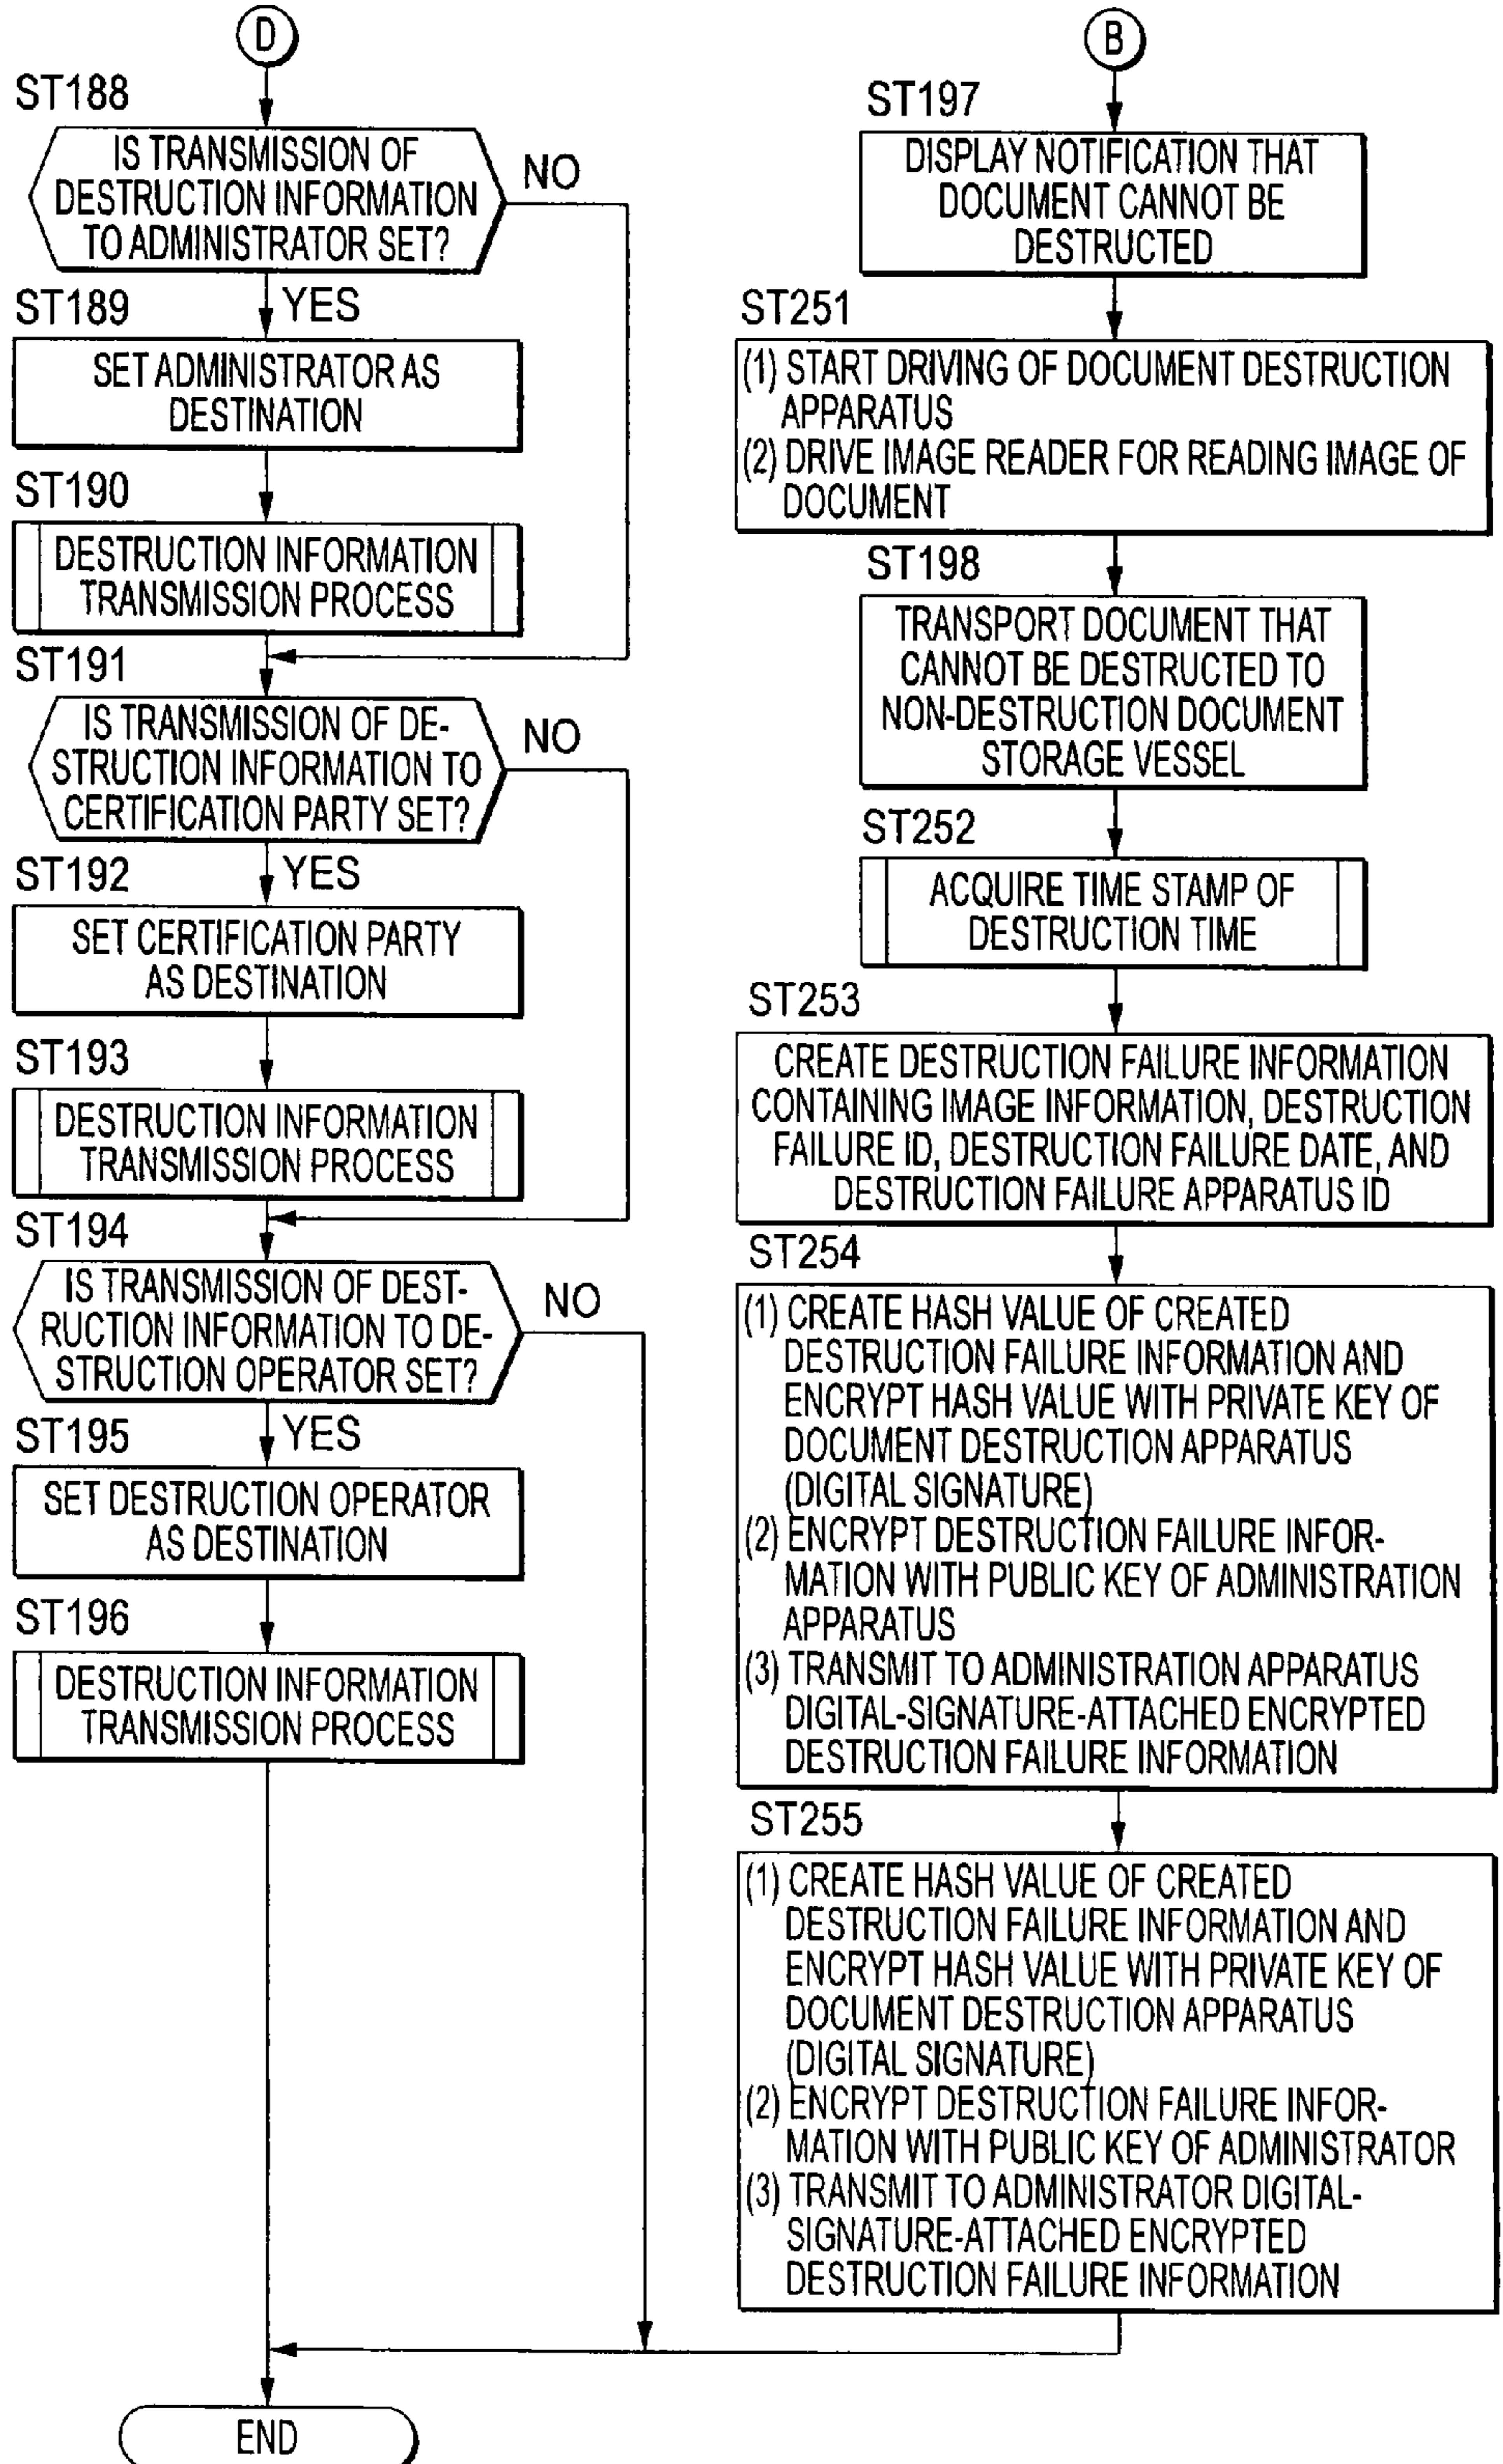 D
ST188
IS TRANSMISSION OF
DESTRUCTION INFORMATION
TO ADMINISTRATOR SET?
NO
YES
ST189
SET ADMINISTRATOR AS
DESTINATION
ST190
DESTRUCTION INFORMATION
TRANSMISSION PROCESS
ST191
IS TRANSMISSION OF DE-
STRUCTION INFORMATION TO
CERTIFICATION PARTY SET?
NO
YES
ST192
SET CERTIFICATION PARTY
AS DESTINATION
ST193
DESTRUCTION INFORMATION
TRANSMISSION PROCESS
ST194
IS TRANSMISSION OF DEST-
RUCTION INFORMATION TO DE-
STRUCTION OPERATOR SET?
NO
YES
ST195
SET DESTRUCTION OPERATOR
AS DESTINATION
ST196
DESTRUCTION INFORMATION
TRANSMISSION PROCESS
B
ST197
DISPLAY NOTIFICATION THAT
DOCUMENT CANNOT BE
DESTRUCTED
ST251
(1) START DRIVING OF DOCUMENT DESTRUCTION
APPARATUS
(2) DRIVE IMAGE READER FOR READING IMAGE OF
DOCUMENT
ST198
TRANSPORT DOCUMENT THAT
CANNOT BE DESTRUCTED TO
NON-DESTRUCTION DOCUMENT
STORAGE VESSEL
ST252
ACQUIRE TIME STAMP OF
DESTRUCTION TIME
ST253
CREATE DESTRUCTION FAILURE INFORMATION
CONTAINING IMAGE INFORMATION, DESTRUCTION
FAILURE ID, DESTRUCTION FAILURE DATE, AND
DESTRUCTION FAILURE APPARATUS ID
ST254
(1) CREATE HASH VALUE OF CREATED
DESTRUCTION FAILURE INFORMATION AND
ENCRYPT HASH VALUE WITH PRIVATE KEY OF
DOCUMENT DESTRUCTION APPARATUS
(DIGITAL SIGNATURE)
(2) ENCRYPT DESTRUCTION FAILURE INFOR-
MATION WITH PUBLIC KEY OF ADMINISTRATION
APPARATUS
(3) TRANSMIT TO ADMINISTRATION APPARATUS
DIGITAL-SIGNATURE-ATTACHED ENCRYPTED
DESTRUCTION FAILURE INFORMATION
ST255
(1) CREATE HASH VALUE OF CREATED
DESTRUCTION FAILURE INFORMATION AND
ENCRYPT HASH VALUE WITH PRIVATE KEY OF
DOCUMENT DESTRUCTION APPARATUS
(DIGITAL SIGNATURE)
(2) ENCRYPT DESTRUCTION FAILURE INFOR-
MATION WITH PUBLIC KEY OF ADMINISTRATOR
(3) TRANSMIT TO ADMINISTRATOR DIGITAL-
SIGNATURE-ATTACHED ENCRYPTED
DESTRUCTION FAILURE INFORMATION
END